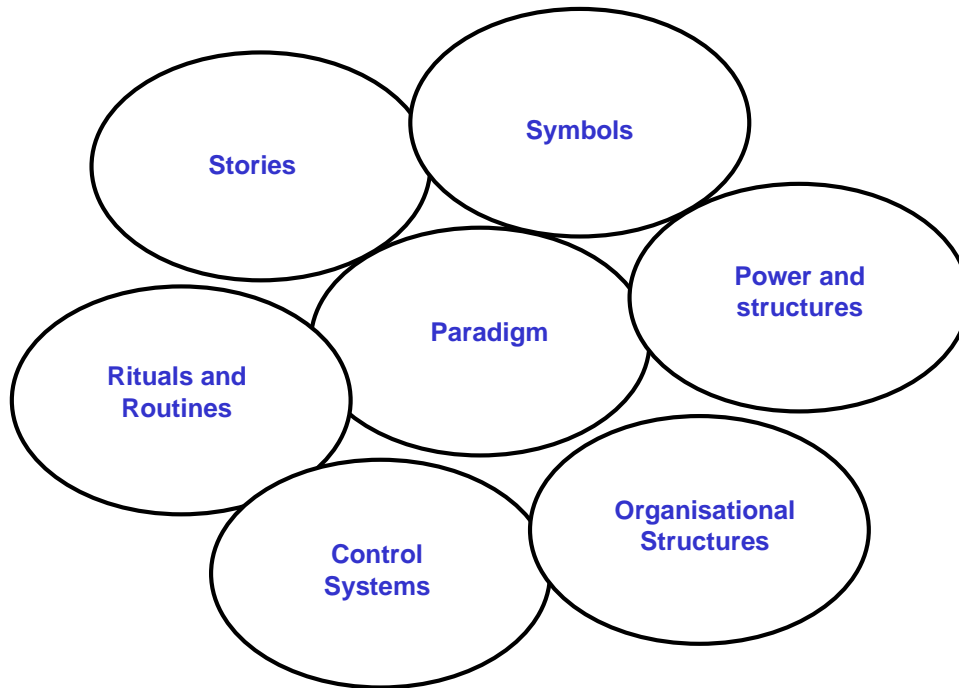 Stories
Symbols
Power and
structures
Paradigm
Rituals and
Routines
Organisational
Structures
Control
Systems